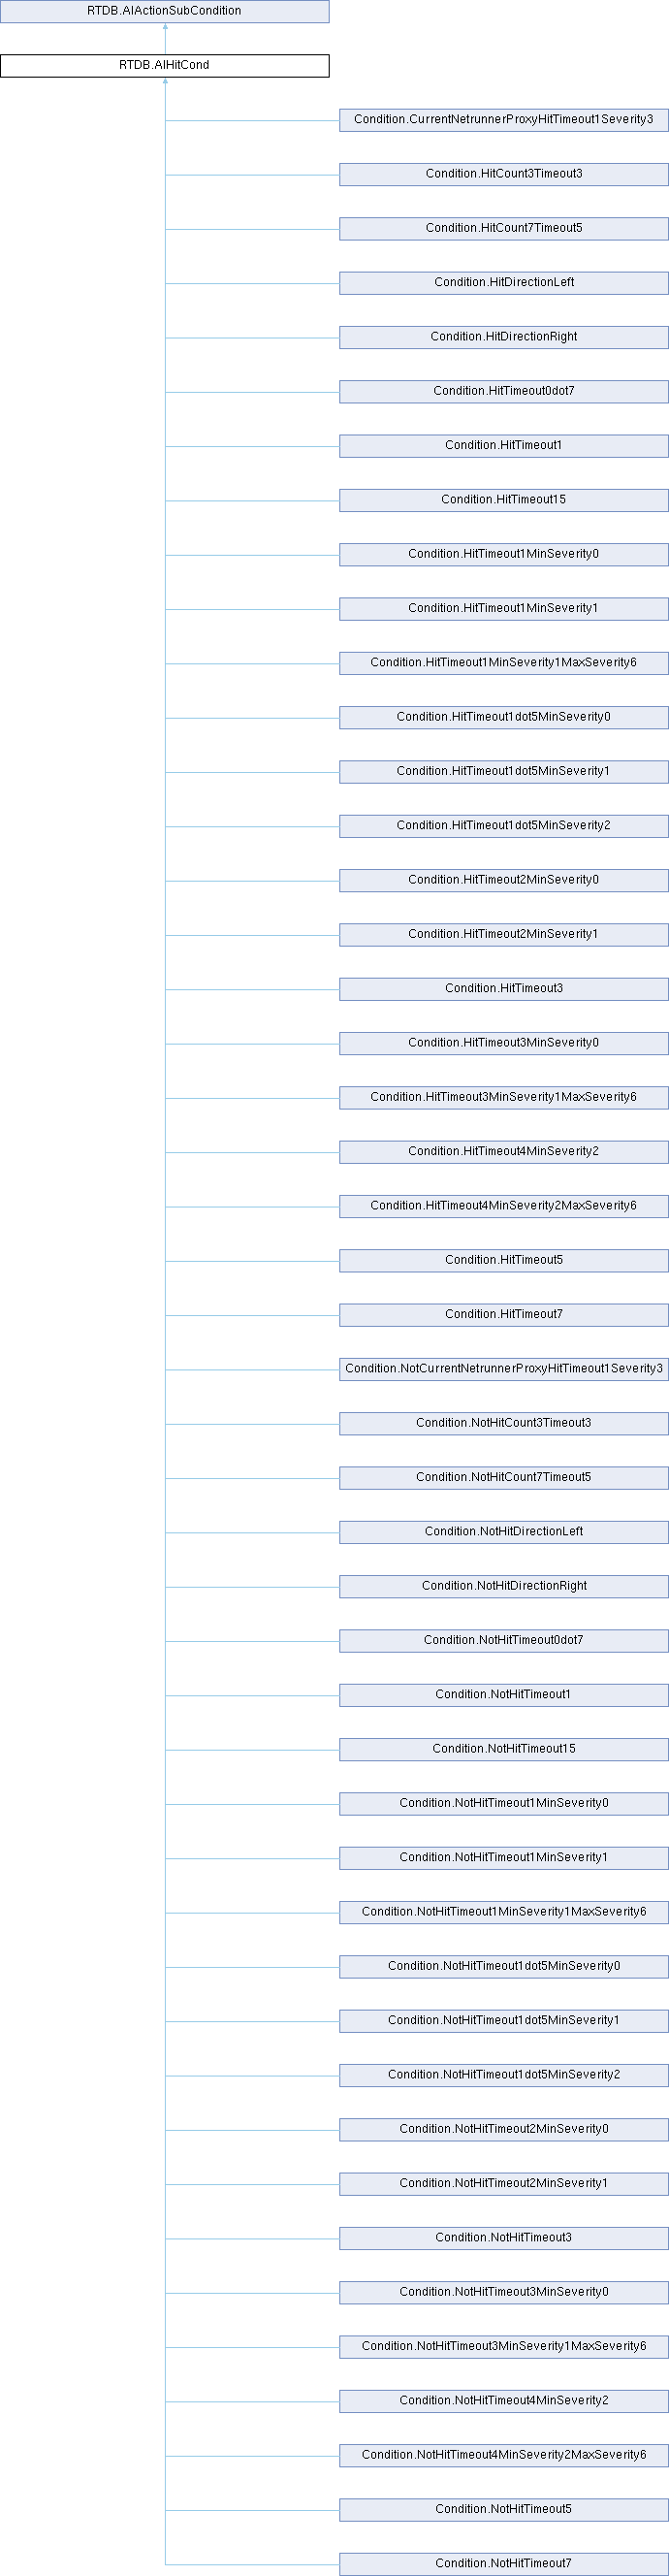 RTDB.AIActionSubCondition
RTDB.AIHitCond
Condition.CurrentNetrunnerProxyHitTimeout1Severity3
Condition.HitCount3Timeout3
Condition.HitCount7Timeout5
Condition.HitDirectionLeft
Condition.HitDirectionRight
Condition.HitTimeout0dot7
Condition.HitTimeout1
Condition.HitTimeout15
Condition.HitTimeout1MinSeverity0
Condition.HitTimeout1MinSeverity1
Condition.HitTimeout1MinSeverity1MaxSeverity6
Condition.HitTimeout1dot5MinSeverity0
Condition.HitTimeout1dot5MinSeverity1
Condition.HitTimeout1dot5MinSeverity2
Condition.HitTimeout2MinSeverity0
Condition.HitTimeout2MinSeverity1
Condition.HitTimeout3
Condition.HitTimeout3MinSeverity0
Condition.HitTimeout3MinSeverity1MaxSeverity6
Condition.HitTimeout4MinSeverity2
Condition.HitTimeout4MinSeverity2MaxSeverity6
Condition.HitTimeout5
Condition.HitTimeout7
Condition.NotCurrentNetrunnerProxyHitTimeout1Severity3
Condition.NotHitCount3Timeout3
Condition.NotHitCount7Timeout5
Condition.NotHitDirectionLeft
Condition.NotHitDirectionRight
Condition.NotHitTimeout0dot7
Condition.NotHitTimeout1
Condition.NotHitTimeout15
Condition.NotHitTimeout1MinSeverity0
Condition.NotHitTimeout1MinSeverity1
Condition.NotHitTimeout1MinSeverity1MaxSeverity6
Condition.NotHitTimeout1dot5MinSeverity0
Condition.NotHitTimeout1dot5MinSeverity1
Condition.NotHitTimeout1dot5MinSeverity2
Condition.NotHitTimeout2MinSeverity0
Condition.NotHitTimeout2MinSeverity1
Condition.NotHitTimeout3
Condition.NotHitTimeout3MinSeverity0
Condition.NotHitTimeout3MinSeverity1MaxSeverity6
Condition.NotHitTimeout4MinSeverity2
Condition.NotHitTimeout4MinSeverity2MaxSeverity6
Condition.NotHitTimeout5
Condition.NotHitTimeout7